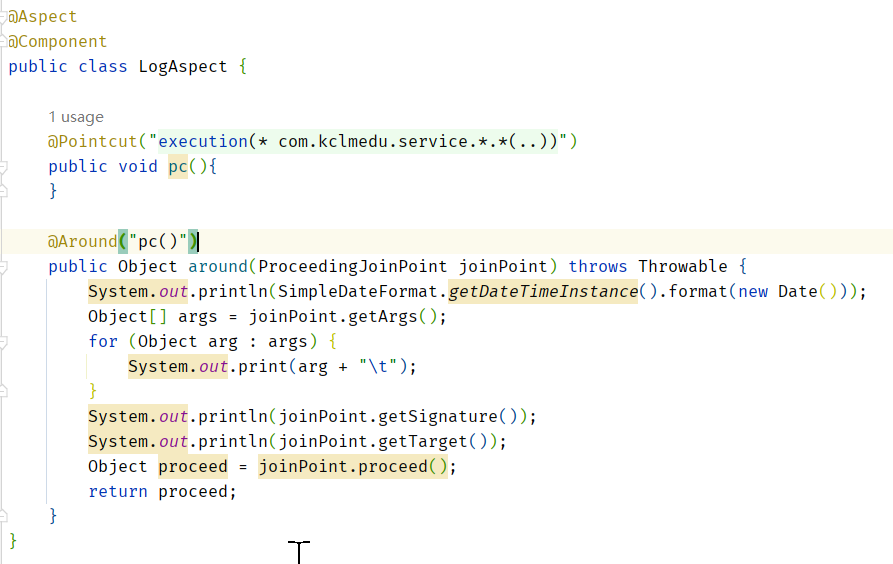 @Aspect
@Component
public class LogAspect {
1 usage
@Pointcut("execution(* com.kclmedu.service.*.*(..))")
public void pc(){
}
@Around("pc()")
public Object around(ProceedingJoinPoint joinPoint) throws Throwable {
System.out.println(SimpleDateFormat.getDateTimeInstance().format(new Date()));
Object[] args = joinPoint.getArgs();
for (Object arg : args) {
System.out.print(arg + "\t");
}
System.out.println(joinPoint.getSignature());
System.out.println(joinPoint.getTarget());
Object proceed = joinPoint.proceed();
return proceed;
}
}